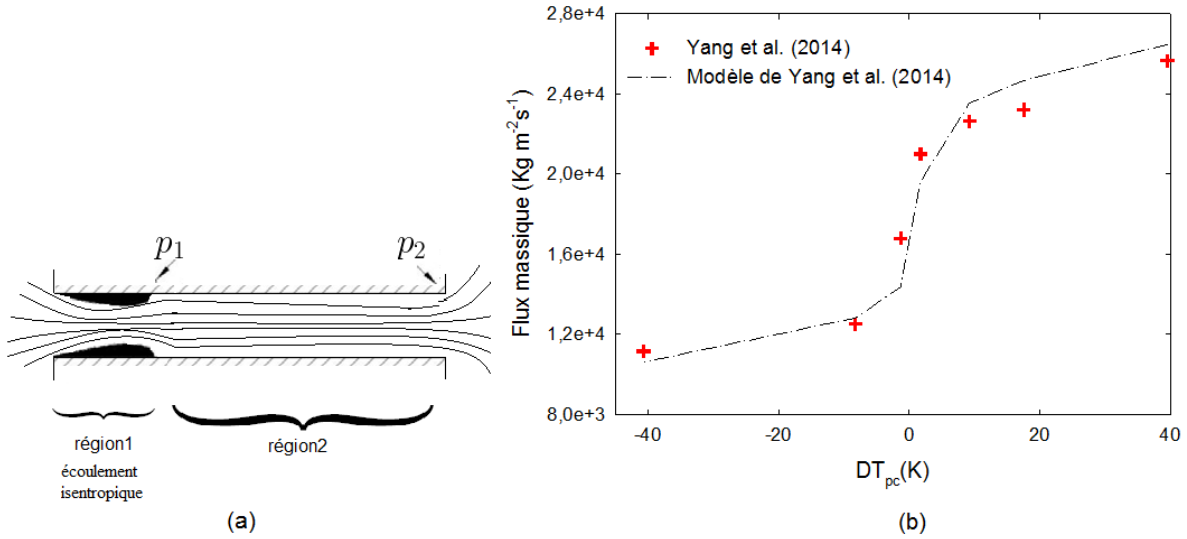 p1
p2
région1
écoulement
isentropique
région2
(a)
2,8e+4
2,4e+4
2,0e+4
1,6e+4
1,2e+4
8,0e+3
Flux massique (Kg m-2s-1)
Yang et al. (2014)
Modèle de Yang et al. (2014)
-40
-20
0
20
40
DTpc(K)
(b)